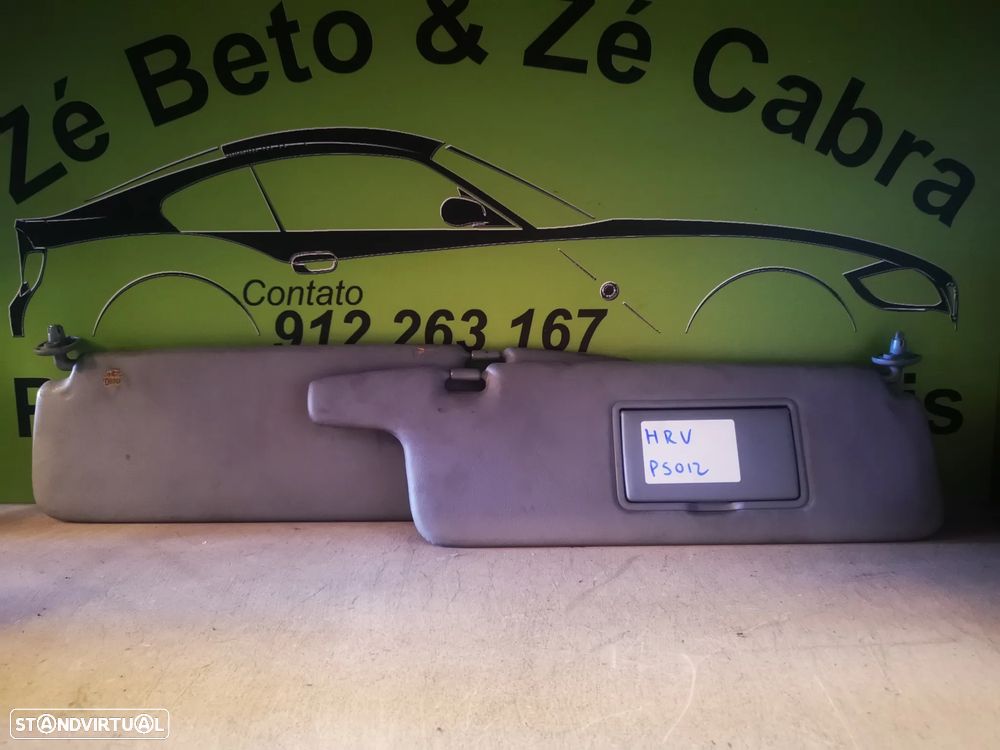 Zé Beto & Zé Cabra
Contato
912 263 167
HRV
PS012
STANDVIRTUAL